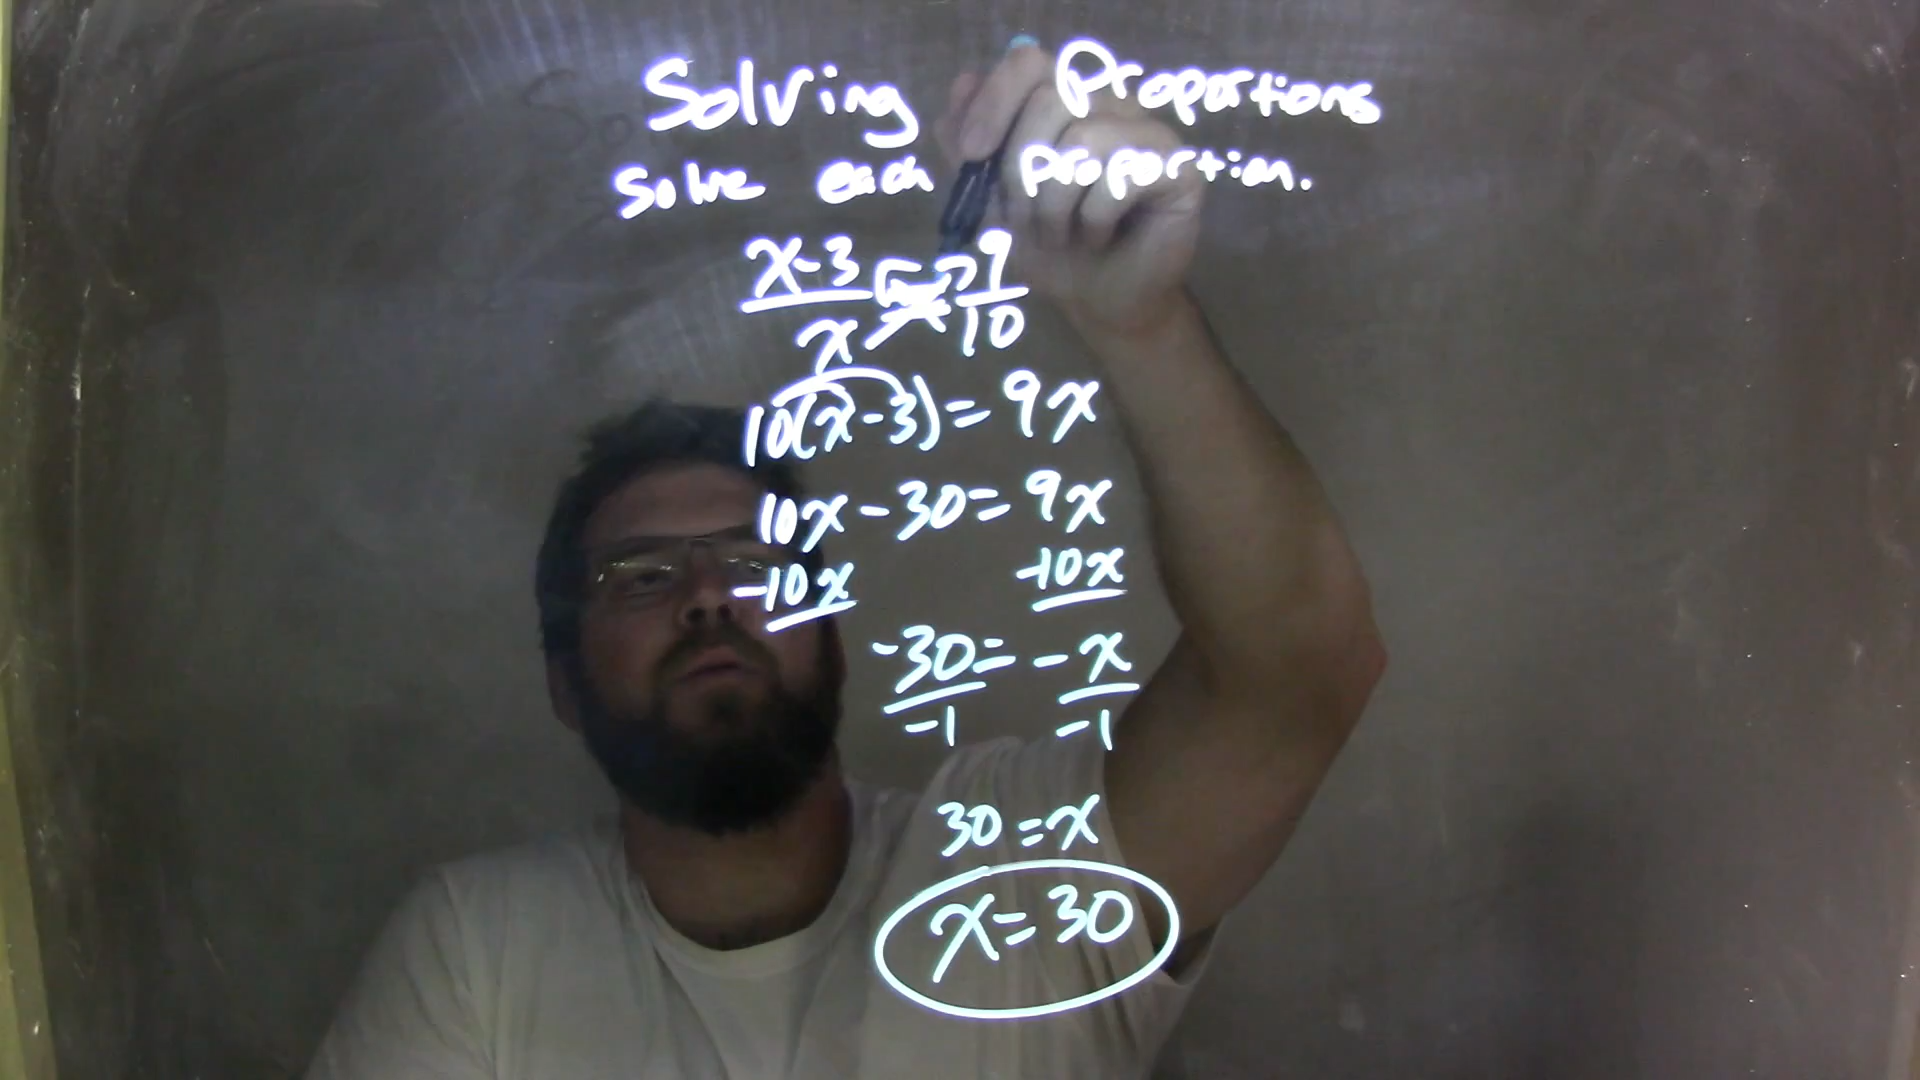 Solving Proportions
Solve each proportion.
x-3 = 9
x 10
10(x-3) = 9x
10x - 30 = 9x
-10x -10x
-30 = -x
-1 -1
30 = x
x = 30